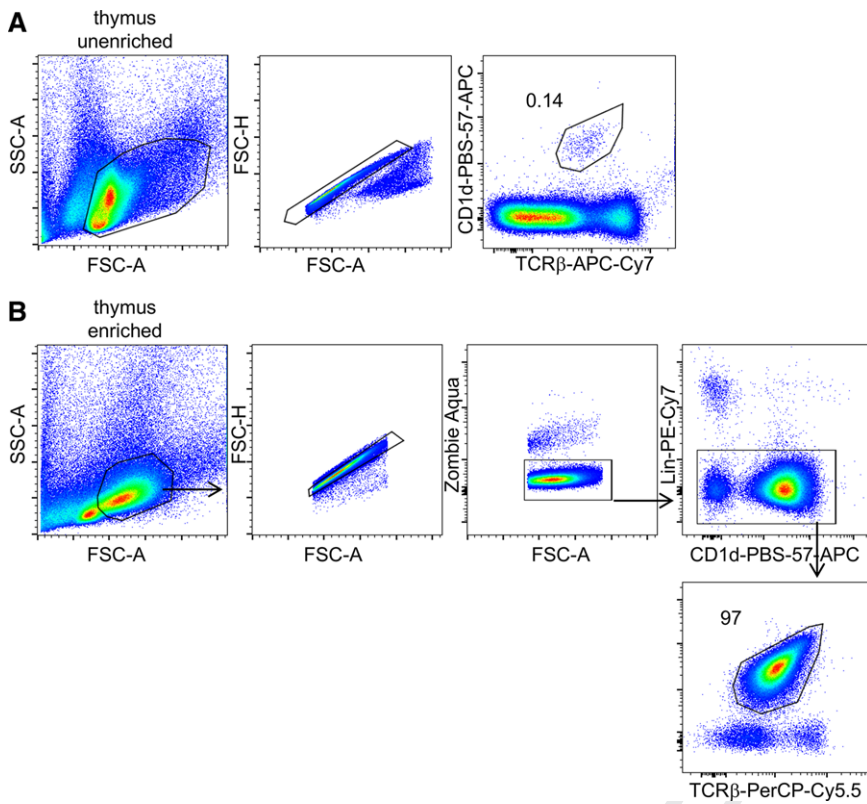 A
thymus
unenriched
SSC-A
FSC-A
FSC-H
FSC-A
CD1d-PBS-57-APC
0.14
TCRβ-APC-Cy7
B
thymus
enriched
SSC-A
FSC-A
FSC-H
FSC-A
Zombie Aqua
FSC-A
Lin-PE-Cy7
CD1d-PBS-57-APC
97
TCRβ-PerCP-Cy5.5